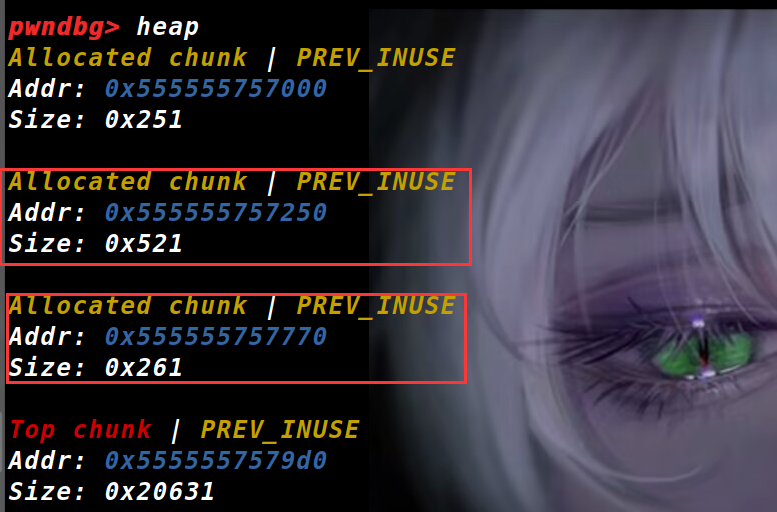 pwndbg> heap
Allocated chunk | PREV_INUSE
Addr: 0x555555757000
Size: 0x251
Allocated chunk | PREV_INUSE
Addr: 0x555555757250
Size: 0x521
Allocated chunk | PREV_INUSE
Addr: 0x555555757770
Size: 0x261
Top chunk | PREV_INUSE
Addr: 0x5555557579d0
Size: 0x20631